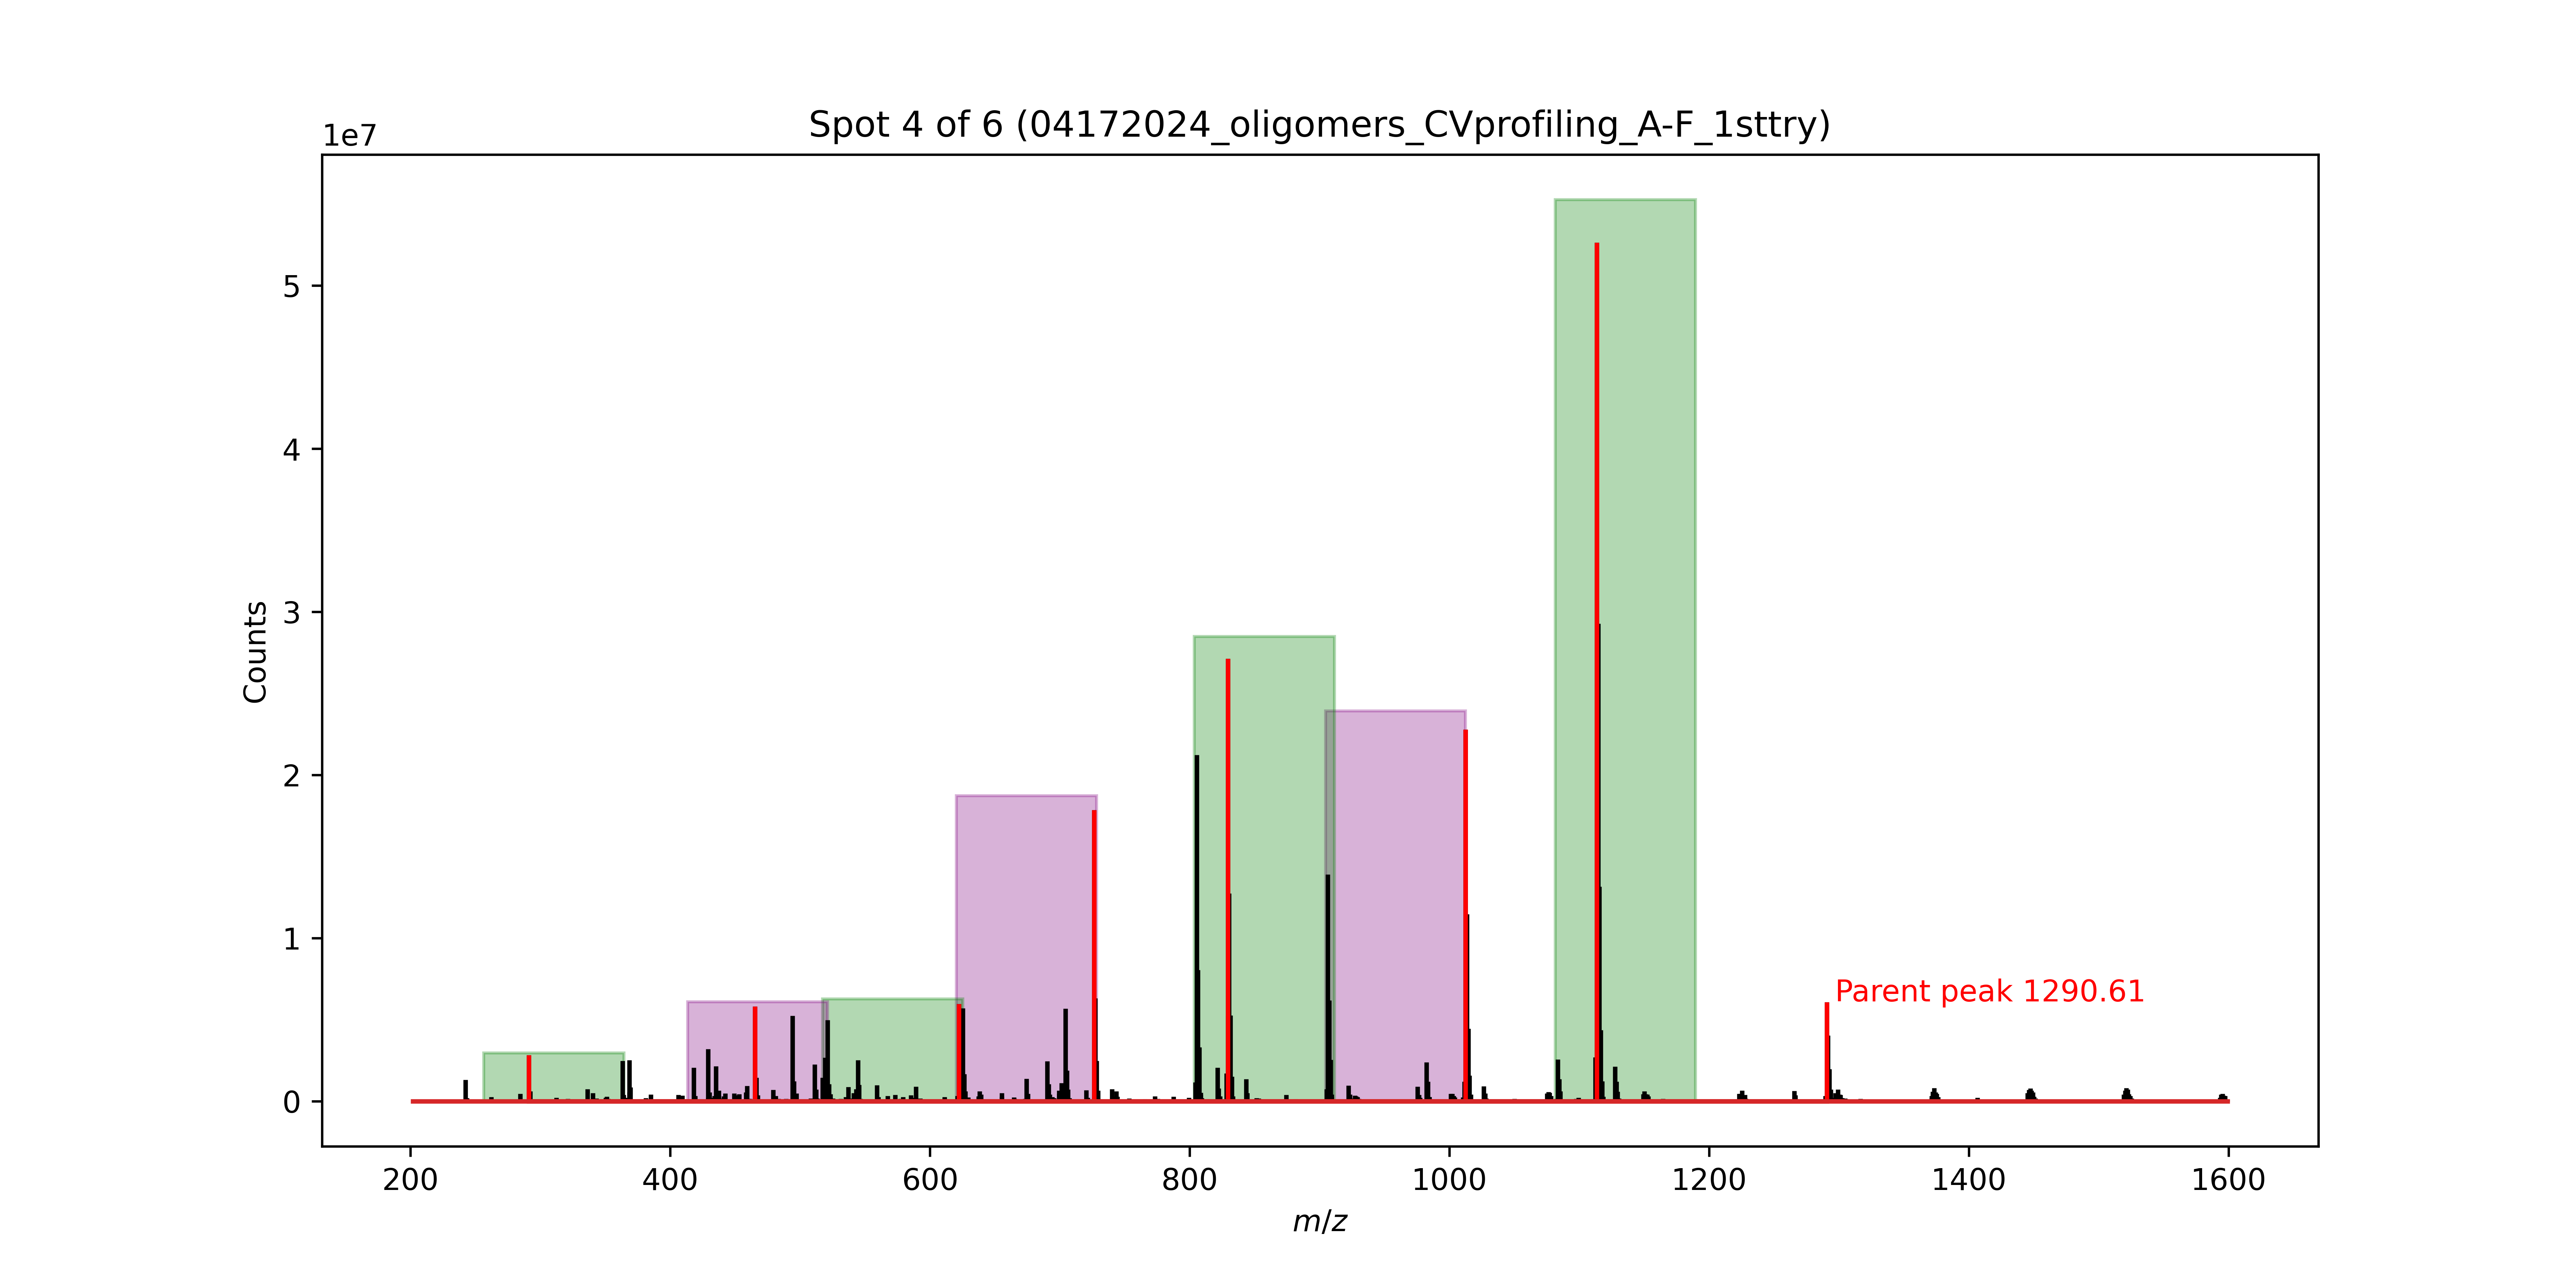 Spot 4 of 6 (04172024_oligomers_CVprofiling_A-F_1sttry)
1e7
5
4
3
2
1
0
Counts
Parent peak 1290.61
200 400 600 800 1000 1200 1400 1600
m/z